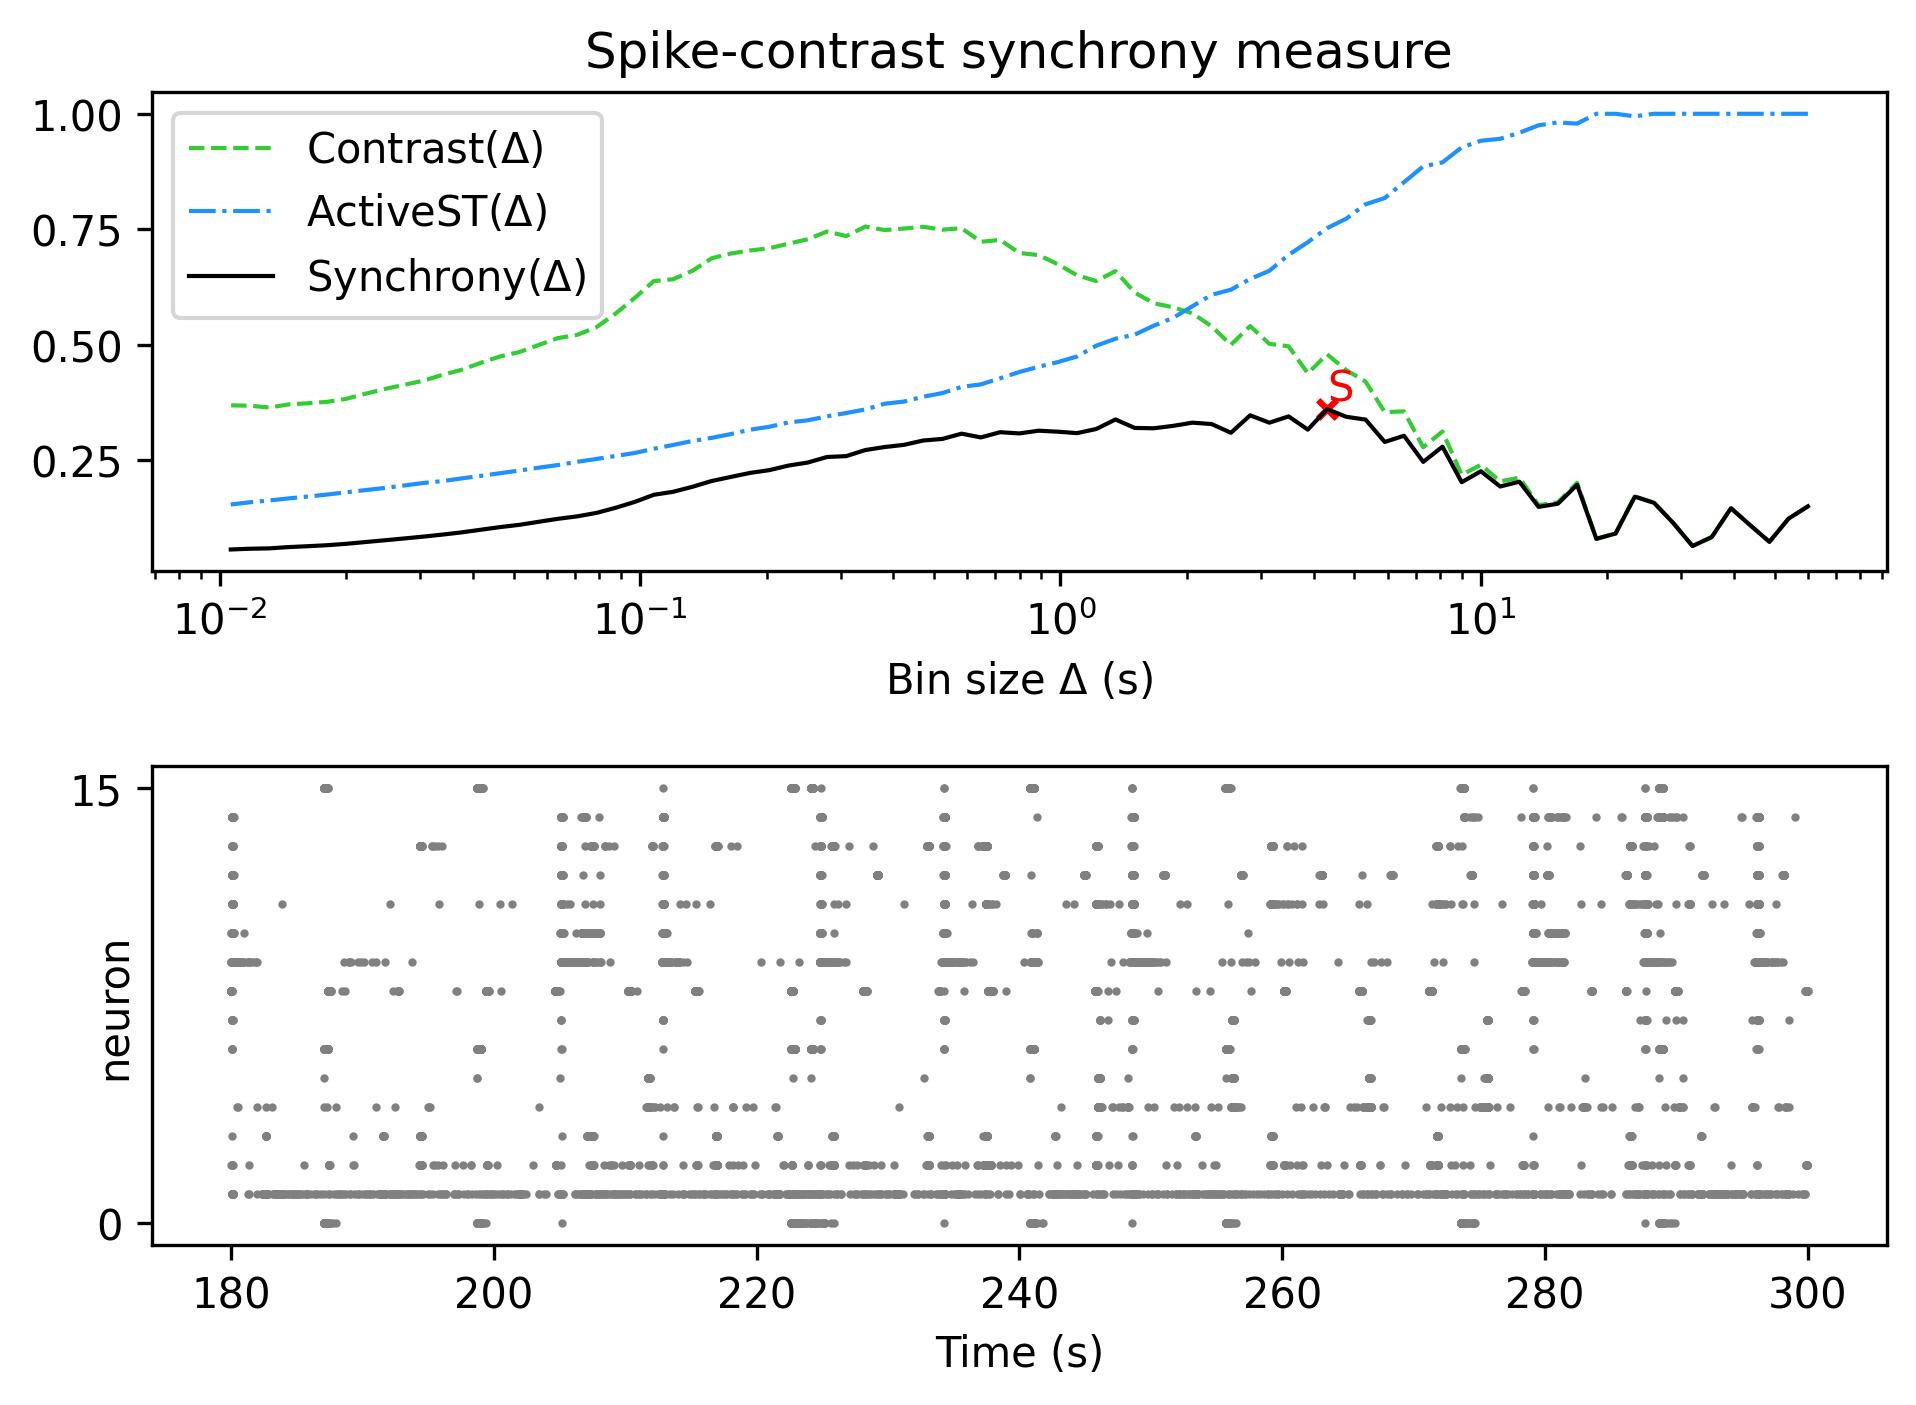 Spike-contrast synchrony measure
1.00
0.75
0.50
0.25
Contrast(Δ)
ActiveST(Δ)
Synchrony(Δ)
S
10⁻² 10⁻¹ 10⁰ 10¹
Bin size Δ (s)
15
0
neuron
180 200 220 240 260 280 300
Time (s)